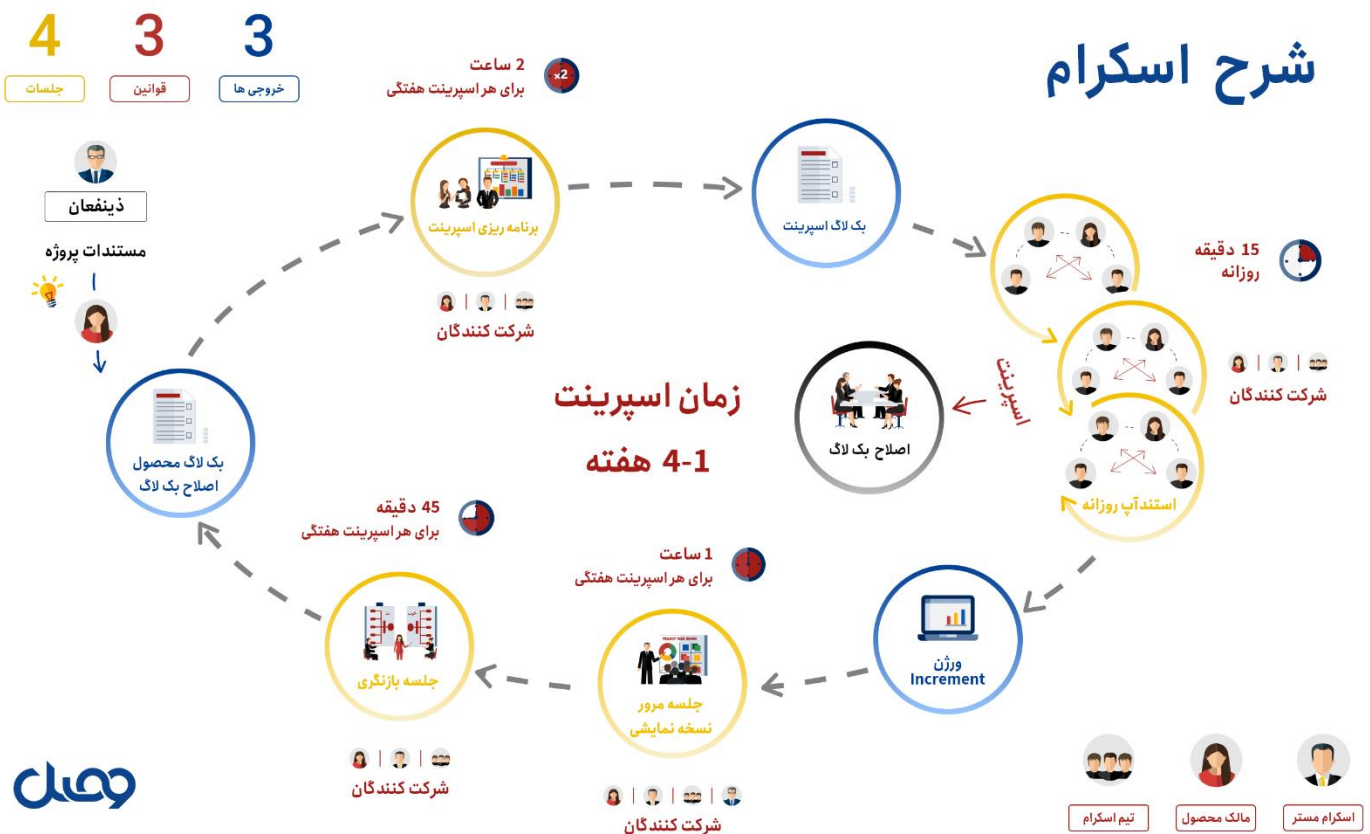 شرح اسکرام
3
خروجی ها
3
قوانین
4
جلسات
ذینفعان
مستندات پروژه
بک لاگ محصول
اصلاح بک لاگ
2 ساعت
برای هر اسپرینت هفتگی
×2
برنامه ریزی اسپرینت
شرکت کنندگان
بک لاگ اسپرینت
15 دقیقه
روزانه
شرکت کنندگان
استندآپ روزانه
اسپرینت
اصلاح بک لاگ
زمان اسپرینت
4-1 هفته
ورژن
Increment
1 ساعت
برای هر اسپرینت هفتگی
جلسه مرور
نسخه نمایشی
شرکت کنندگان
45 دقیقه
برای هر اسپرینت هفتگی
جلسه بازنگری
شرکت کنندگان
اسکرام مستر
مالک محصول
تیم اسکرام
وصل